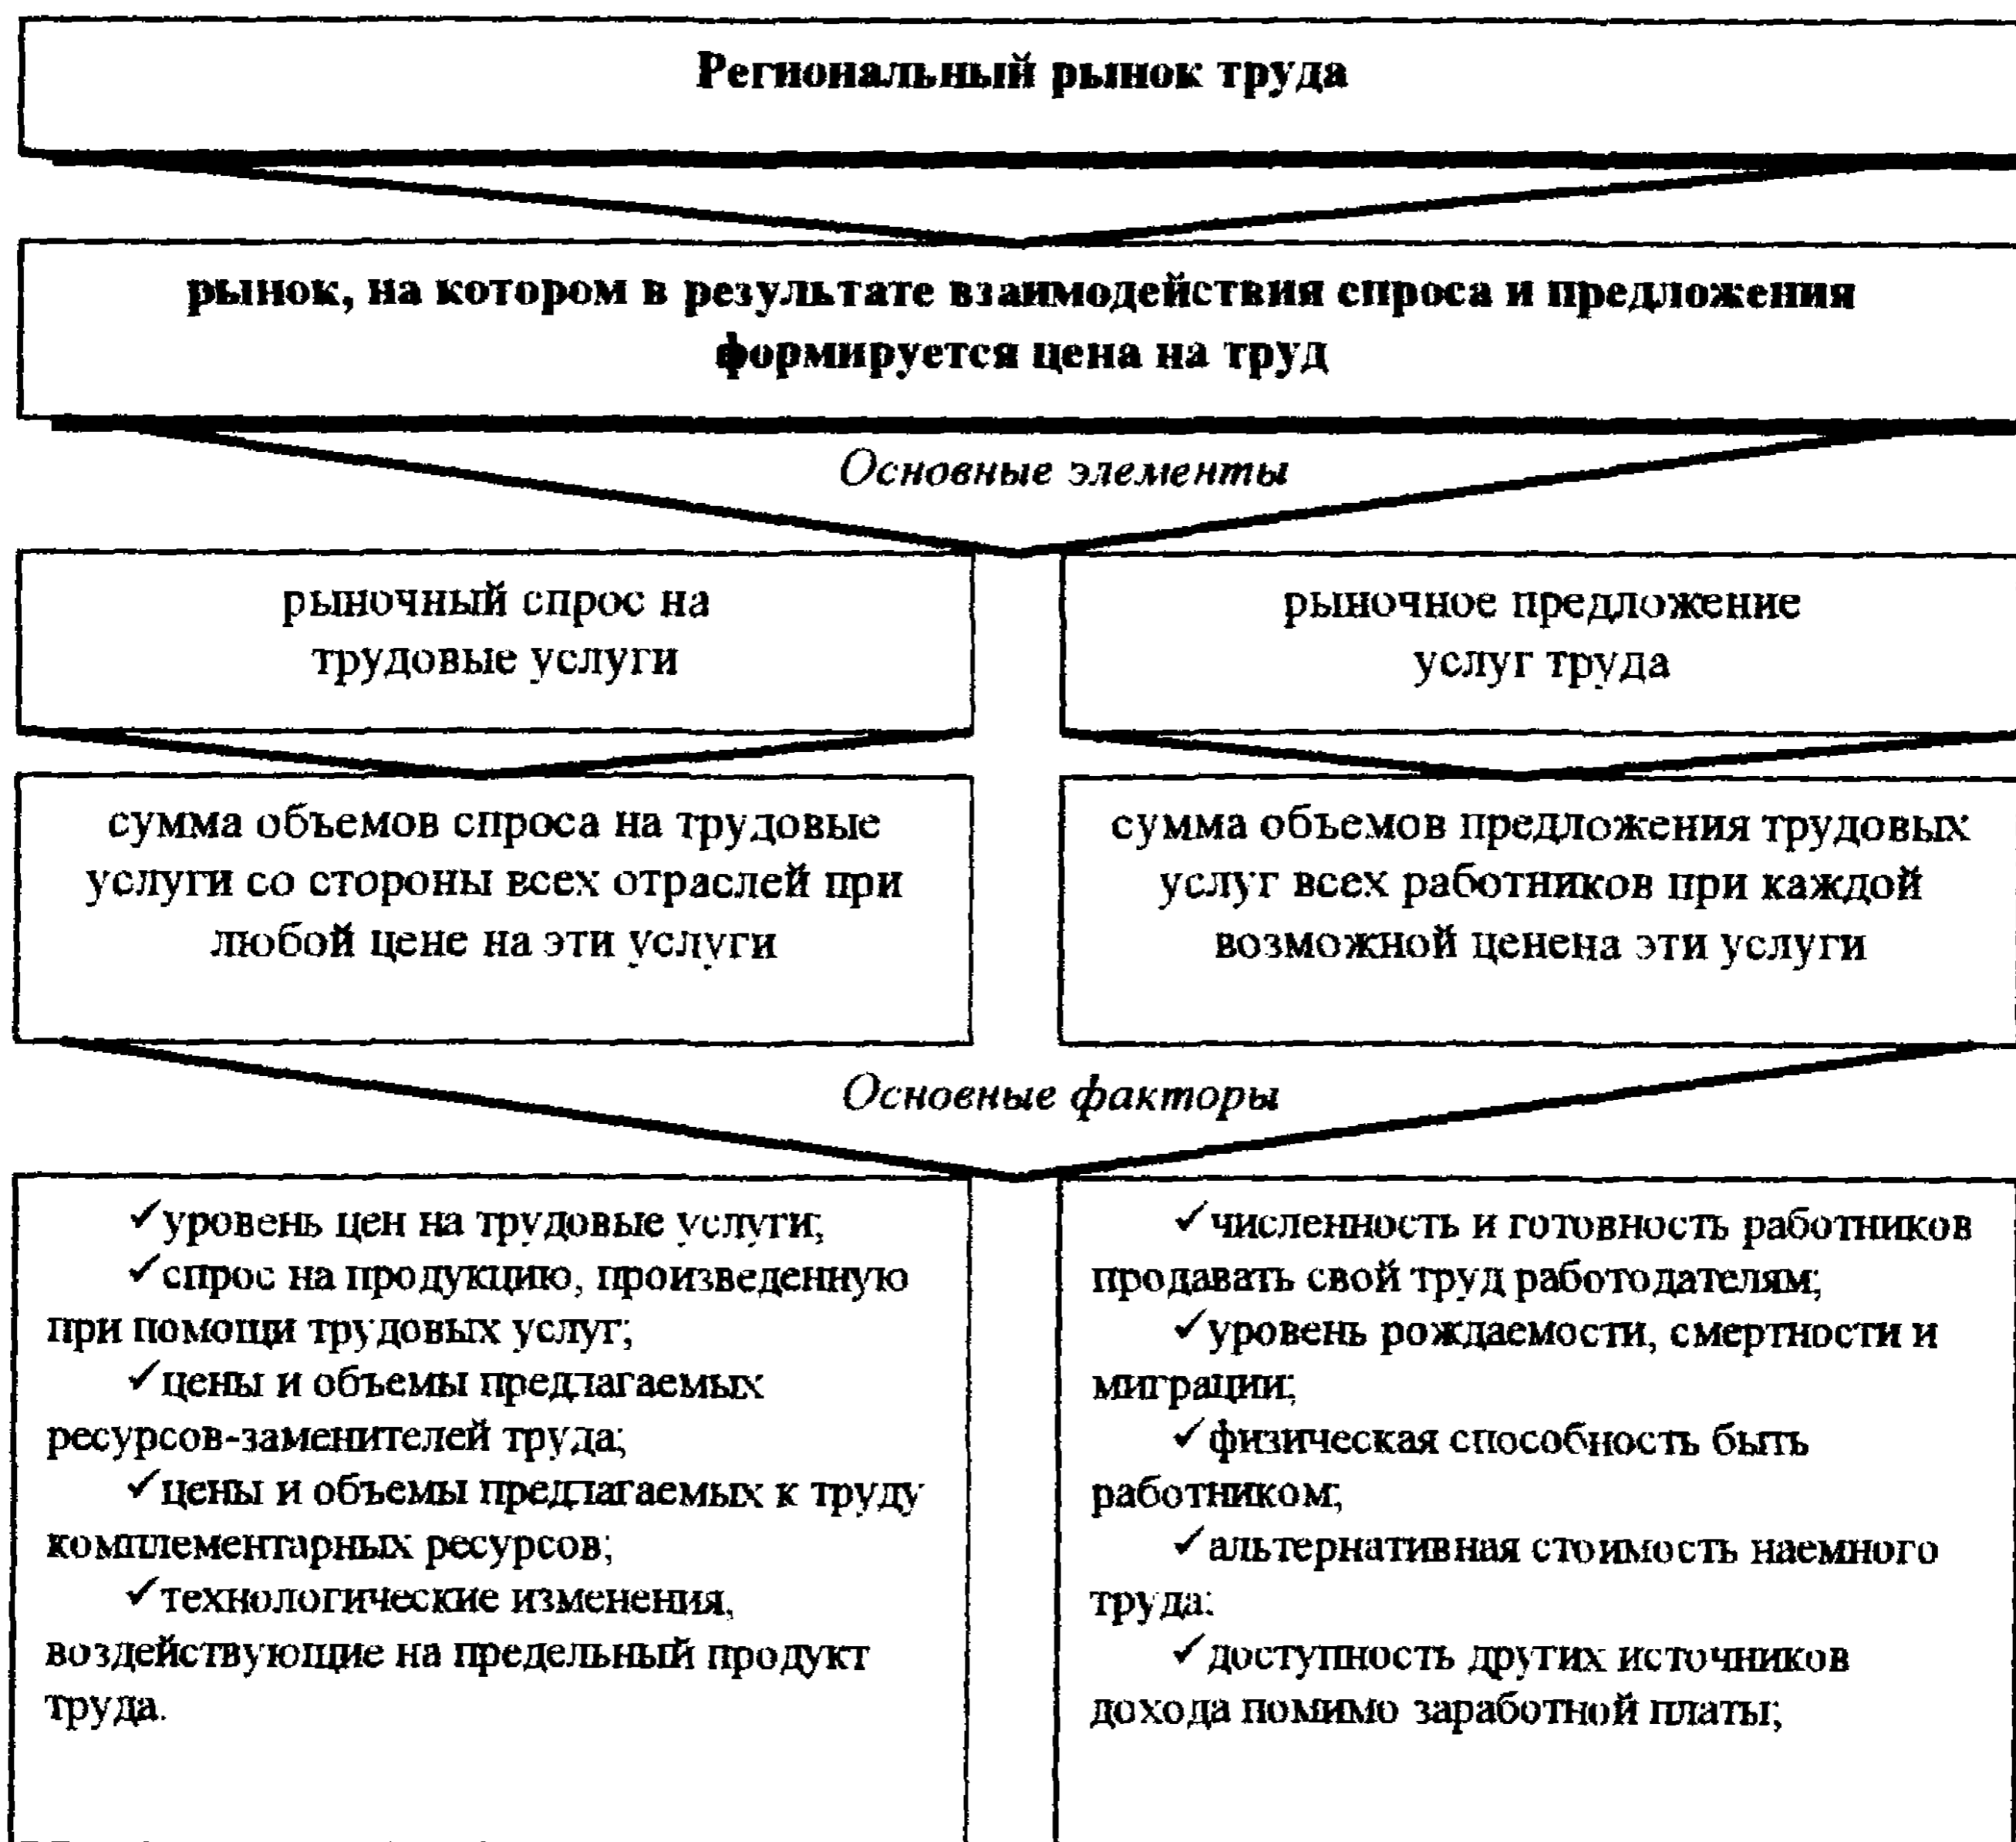 Региональный рынок труда
рынок, на котором в результате взаимодействия спроса и предложения
формируется цена на труд
Основные элементы
рыночный спрос на
трудовые услуги
рыночное предложение
услуг труда
сумма объемов спроса на трудовые
услуги со стороны всех отраслей при
любой цене на эти услуги
сумма объемов предложения трудовых
услуг всех работников при каждой
возможной ценена эти услуги
Основные факторы
✓уровень цен на трудовые услуги;
✓спрос на продукцию, произведенную
при помощи трудовых услуг;
✓цены и объемы предлагаемых
ресурсов-заменителей труда;
✓цены и объемы предлагаемых к труду
комплементарных ресурсов;
✓технологические изменения,
воздействующие на предельный продукт
труда.
✓численность и готовность работников
продавать свой труд работодателям;
✓уровень рождаемости, смертности и
миграции;
✓физическая способность быть
работником;
✓альтернативная стоимость наемного
труда;
✓доступность других источников
дохода помимо заработной платы;